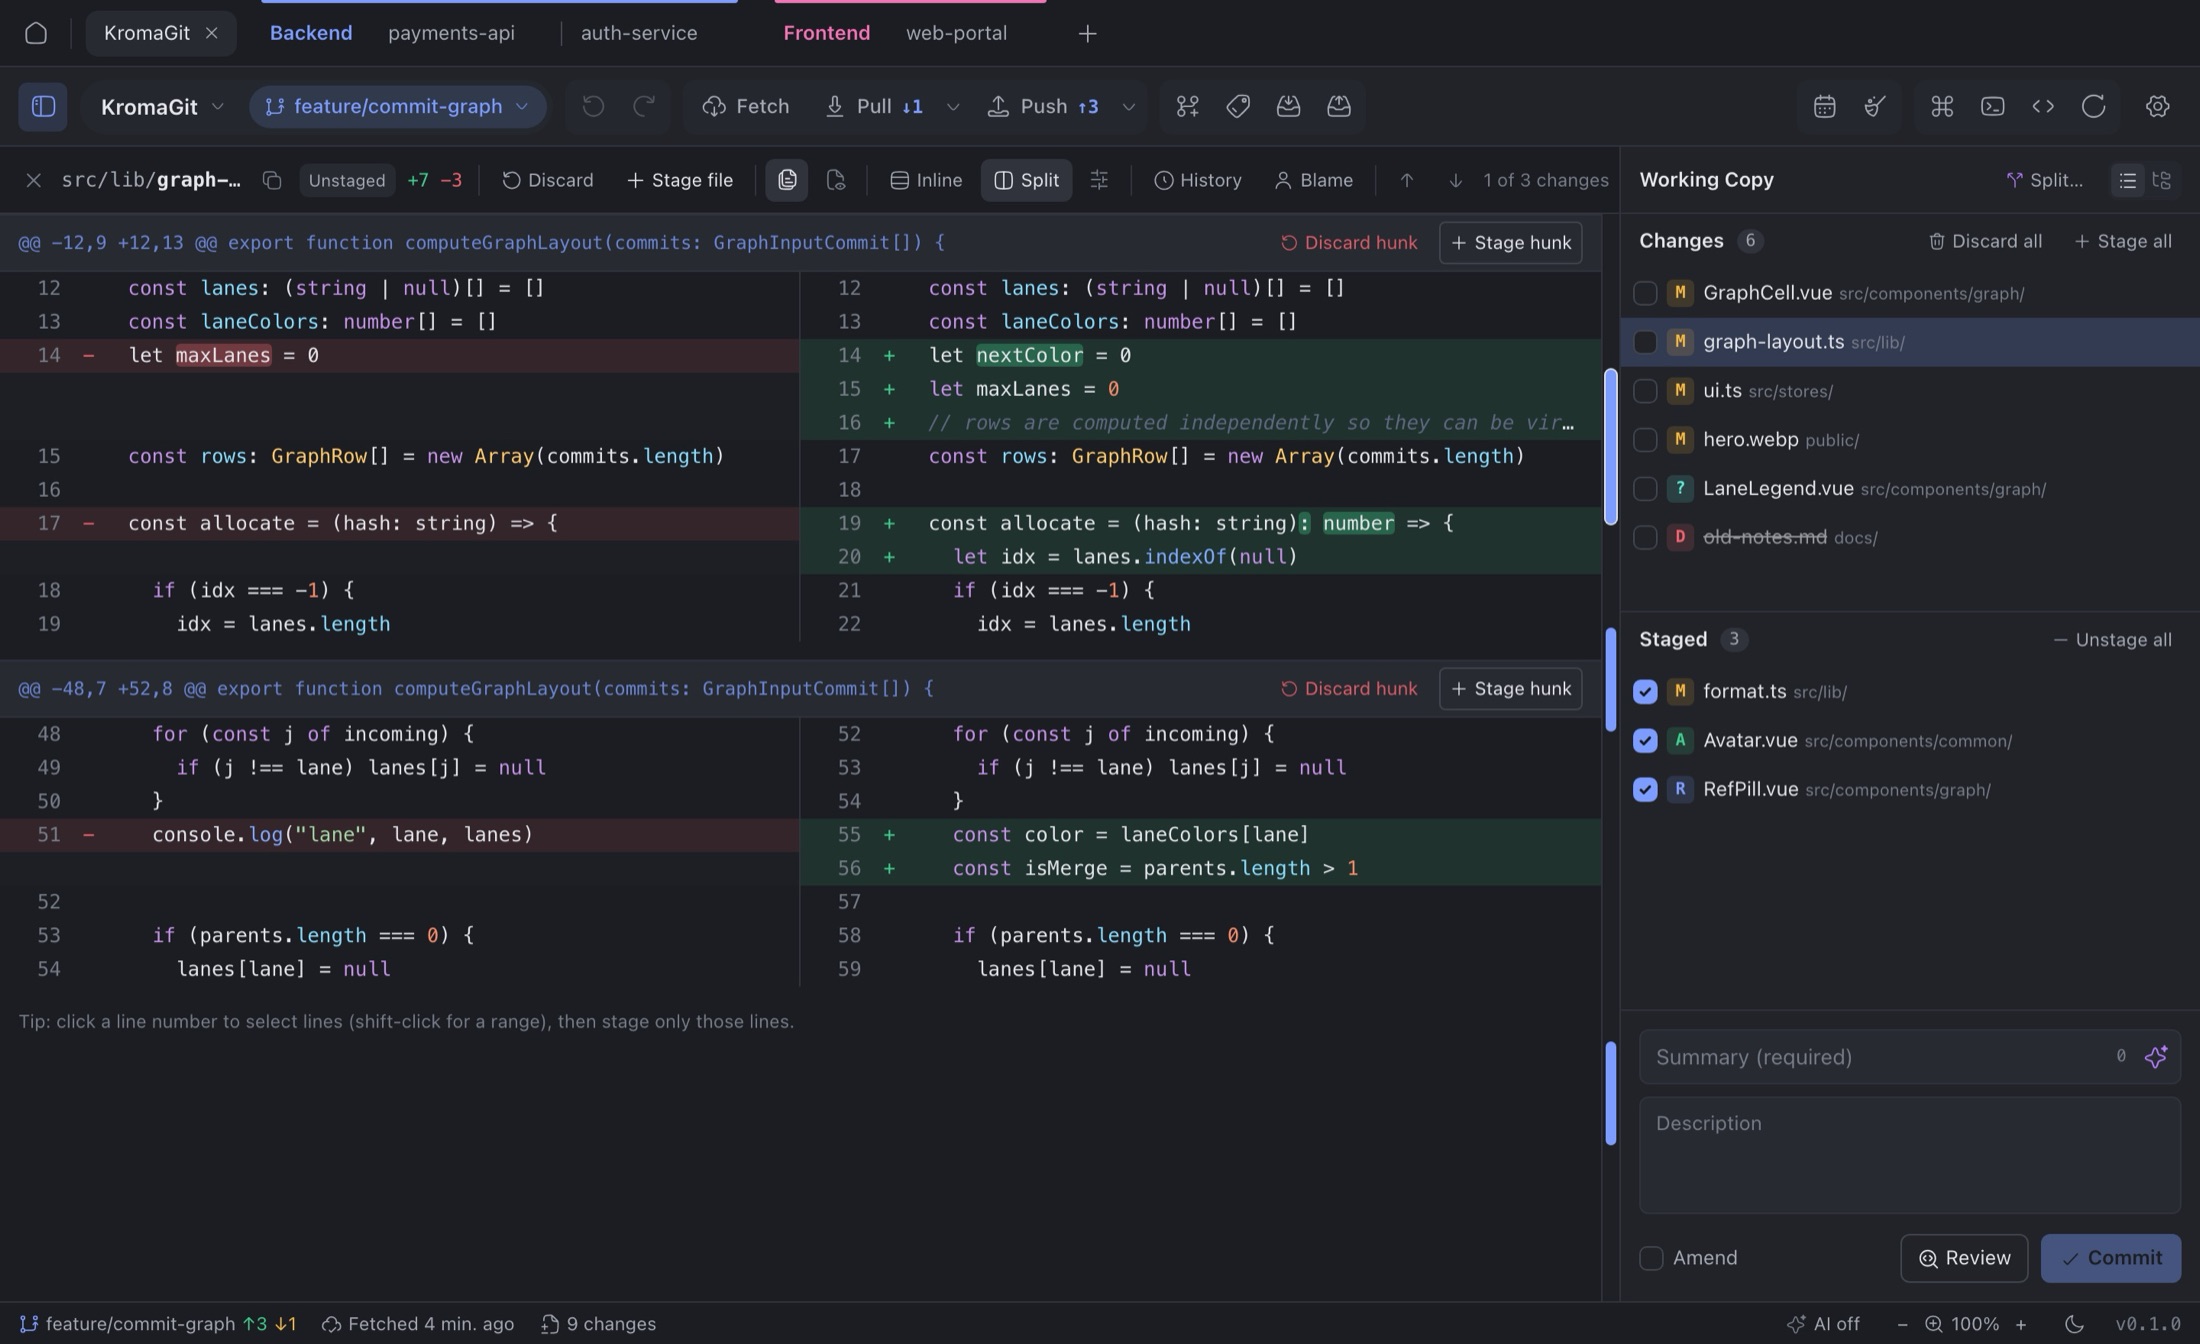 KromaGit
Backend payments-api auth-service
Frontend web-portal
KromaGit
feature/commit-graph
Fetch
Pull ↓1
Push ↑3
src/lib/graph-…
Unstaged +7 −3
Discard
+ Stage file
Inline
Split
History
Blame
1 of 3 changes
@@ −12,9 +12,13 @@ export function computeGraphLayout(commits: GraphInputCommit[]) {
Discard hunk
+ Stage hunk
12 const lanes: (string | null)[] = []
13 const laneColors: number[] = []
14 − let maxLanes = 0
15 const rows: GraphRow[] = new Array(commits.length)
16
17 − const allocate = (hash: string) => {
18 if (idx === −1) {
19 idx = lanes.length
12 const lanes: (string | null)[] = []
13 const laneColors: number[] = []
14 + let nextColor = 0
15 + let maxLanes = 0
16 + // rows are computed independently so they can be vir…
17 const rows: GraphRow[] = new Array(commits.length)
18
19 + const allocate = (hash: string): number => {
20 + let idx = lanes.indexOf(null)
21 if (idx === −1) {
22 idx = lanes.length
@@ −48,7 +52,8 @@ export function computeGraphLayout(commits: GraphInputCommit[]) {
Discard hunk
+ Stage hunk
48 for (const j of incoming) {
49 if (j !== lane) lanes[j] = null
50 }
51 − console.log("lane", lane, lanes)
52
53 if (parents.length === 0) {
54 lanes[lane] = null
52 for (const j of incoming) {
53 if (j !== lane) lanes[j] = null
54 }
55 + const color = laneColors[lane]
56 + const isMerge = parents.length > 1
57
58 if (parents.length === 0) {
59 lanes[lane] = null
Tip: click a line number to select lines (shift-click for a range), then stage only those lines.
Working Copy
Split...
Changes 6
Discard all
+ Stage all
M GraphCell.vue src/components/graph/
M graph-layout.ts src/lib/
M ui.ts src/stores/
M hero.webp public/
? LaneLegend.vue src/components/graph/
D old-notes.md docs/
Staged 3
− Unstage all
M format.ts src/lib/
A Avatar.vue src/components/common/
R RefPill.vue src/components/graph/
Summary (required) 0
Description
Amend
Review
Commit
feature/commit-graph ↑3 ↓1
Fetched 4 min. ago
9 changes
AI off
− 100% +
v0.1.0